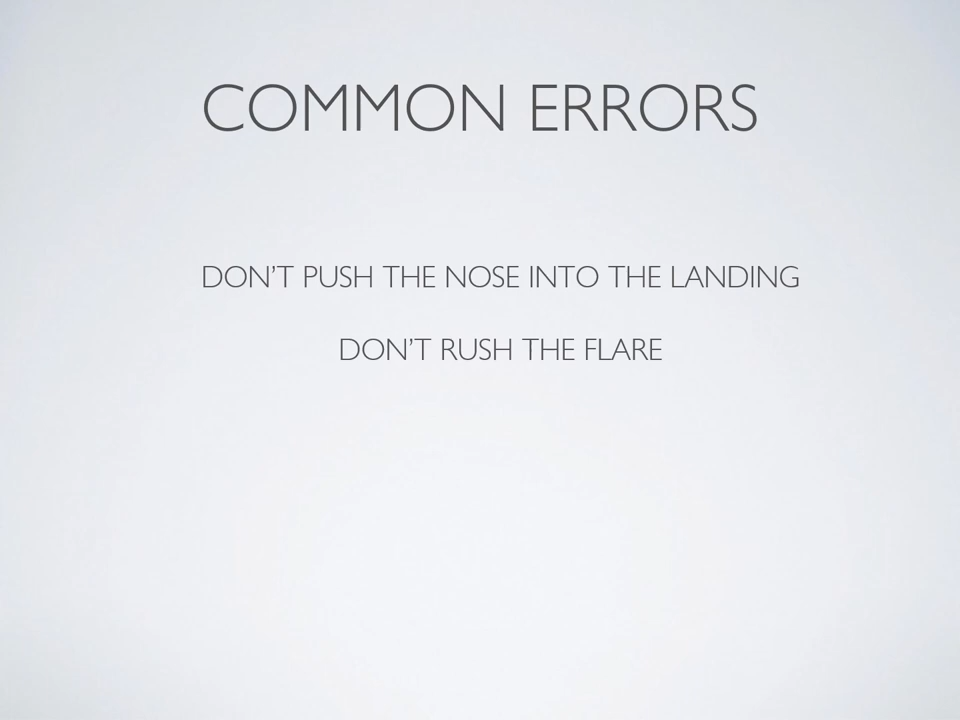 COMMON ERRORS
DON’T PUSH THE NOSE INTO THE LANDING
DON’T RUSH THE FLARE